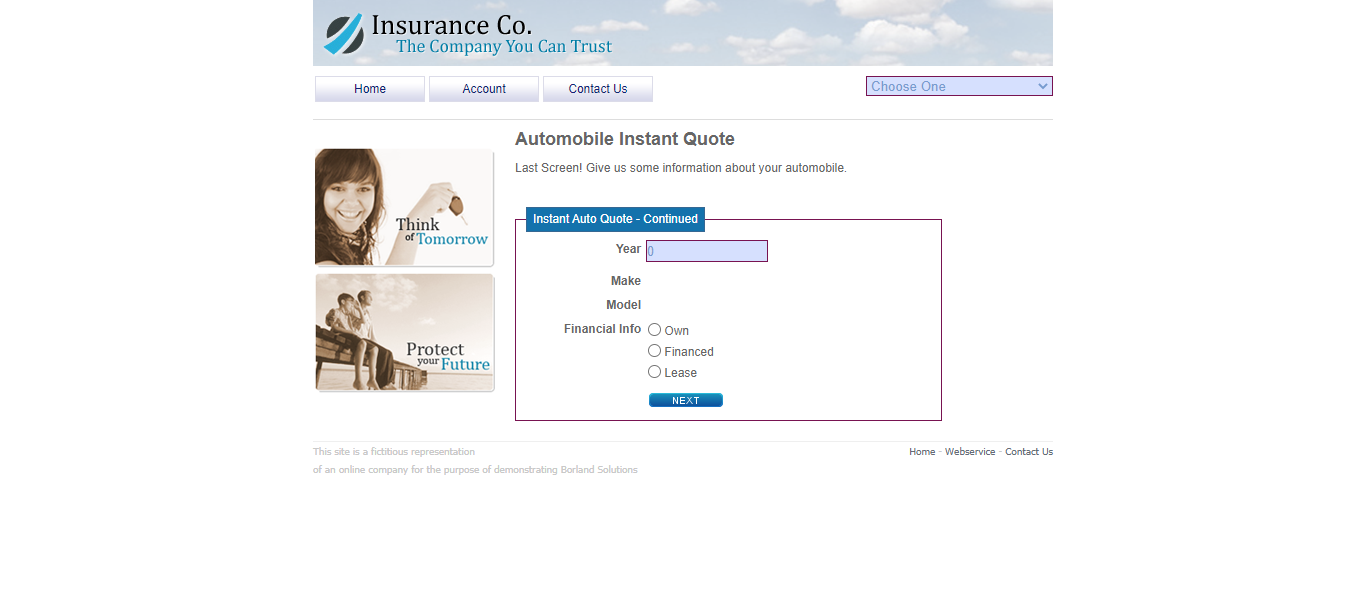 Insurance Co.
The Company You Can Trust
Home
Account
Contact Us
Choose One
Automobile Instant Quote
Last Screen! Give us some information about your automobile.
Think
of Tomorrow
Protect
your Future
Instant Auto Quote - Continued
Year 0
Make
Model
Financial Info Own
Financed
Lease
NEXT
This site is a fictitious representation
of an online company for the purpose of demonstrating Borland Solutions
Home - Webservice - Contact Us